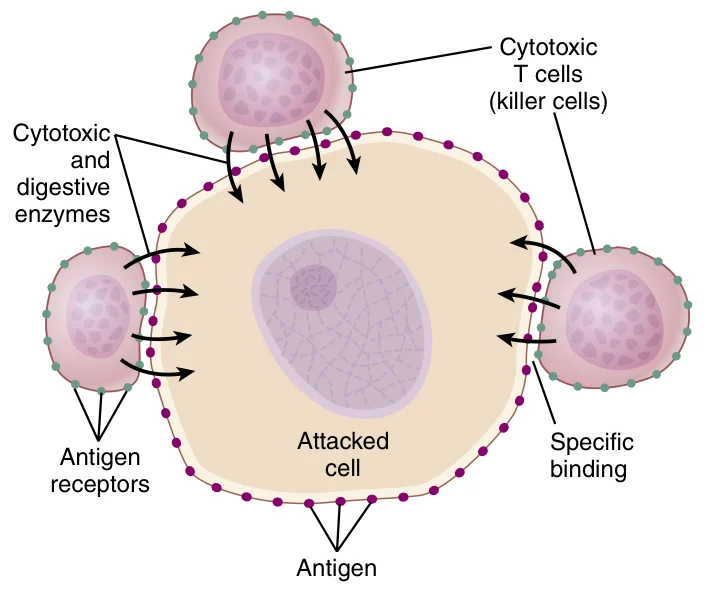 Cytotoxic
T cells
(killer cells)
Cytotoxic
and
digestive
enzymes
Attacked
cell
Antigen
receptors
Specific
binding
Antigen